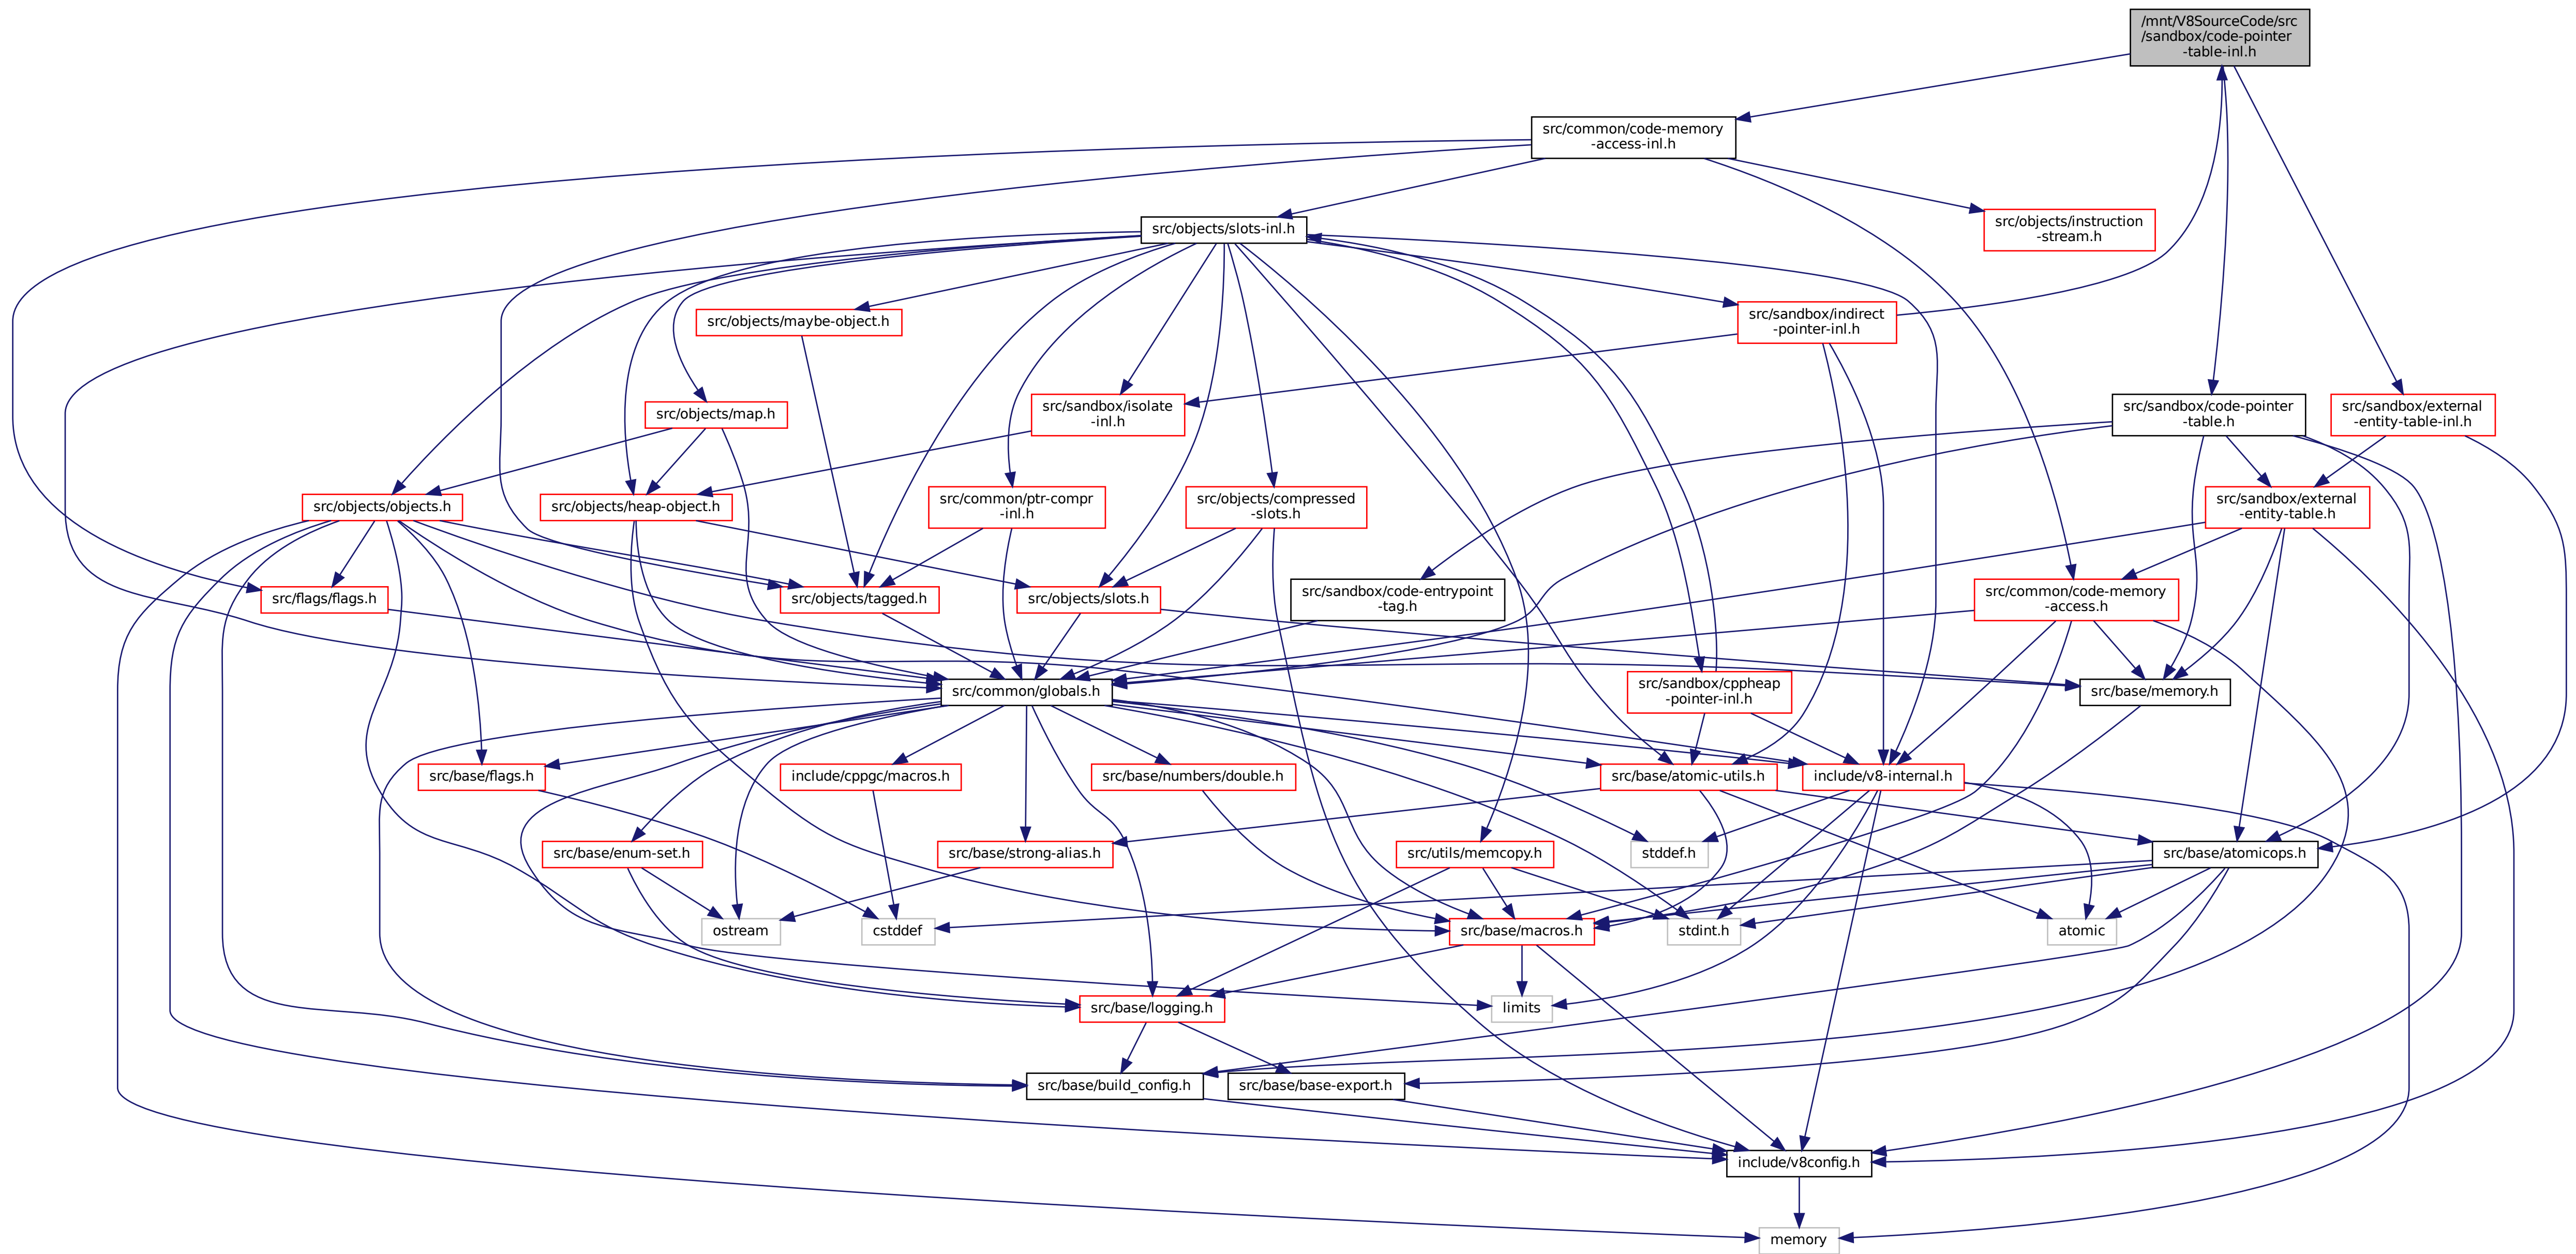 /mnt/V8SourceCode/src
/sandbox/code-pointer
-table-inl.h
src/common/code-memory
-access-inl.h
src/objects/slots-inl.h
src/objects/instruction
-stream.h
src/objects/maybe-object.h
src/sandbox/indirect
-pointer-inl.h
src/objects/map.h
src/sandbox/isolate
-inl.h
src/sandbox/code-pointer
-table.h
src/sandbox/external
-entity-table-inl.h
src/objects/objects.h
src/objects/heap-object.h
src/common/ptr-compr
-inl.h
src/objects/compressed
-slots.h
src/sandbox/external
-entity-table.h
src/flags/flags.h
src/objects/tagged.h
src/objects/slots.h
src/sandbox/code-entrypoint
-tag.h
src/common/code-memory
-access.h
src/common/globals.h
src/sandbox/cppheap
-pointer-inl.h
src/base/memory.h
src/base/flags.h
include/cppgc/macros.h
src/base/numbers/double.h
src/base/atomic-utils.h
include/v8-internal.h
src/base/enum-set.h
src/base/strong-alias.h
src/utils/memcopy.h
stddef.h
src/base/atomicops.h
ostream
cstddef
src/base/macros.h
stdint.h
atomic
src/base/logging.h
limits
src/base/build_config.h
src/base/base-export.h
include/v8config.h
memory